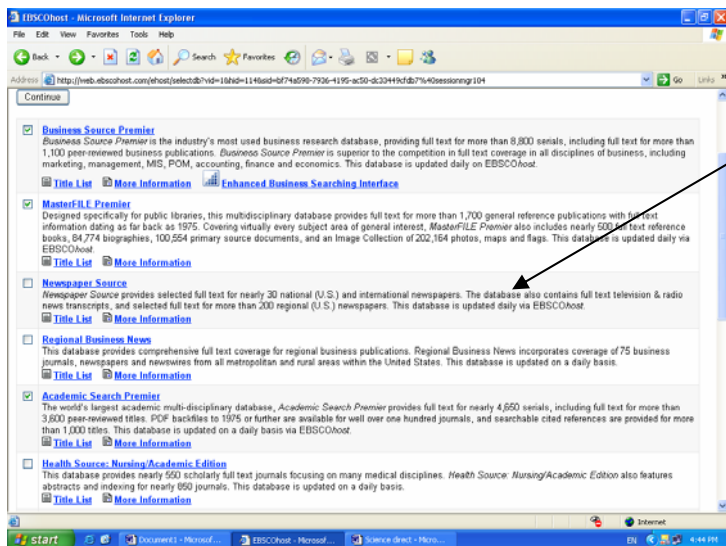 EBSCOhost - Microsoft Internet Explorer
File Edit View Favorites Tools Help
Back Search Favorites
Address http://web.ebscohost.com/ehost/selectdb?vid=1&hid=114&sid=bf74a590-7936-4195-ac50-dc33449cfdb7%40sessionmgr104 Go Links
Continue
Business Source Premier
Business Source Premier is the industry's most used business research database, providing full text for more than 8,800 serials, including full text for more than
1,100 peer-reviewed business publications. Business Source Premier is superior to the competition in full text coverage in all disciplines of business, including
marketing, management, MIS, POM, accounting, finance and economics. This database is updated daily on EBSCOhost.
Title List More Information Enhanced Business Searching Interface
MasterFILE Premier
Designed specifically for public libraries, this multidisciplinary database provides full text for more than 1,700 general reference publications with full text
information dating as far back as 1975. Covering virtually every subject area of general interest, MasterFILE Premier also includes nearly 500 full text reference
books, 84,774 biographies, 100,554 primary source documents, and an Image Collection of 202,164 photos, maps and flags. This database is updated daily via
EBSCOhost.
Title List More Information
Newspaper Source
Newspaper Source provides selected full text for nearly 30 national (U.S.) and international newspapers. The database also contains full text television & radio
news transcripts, and selected full text for more than 200 regional (U.S.) newspapers. This database is updated daily via EBSCOhost.
Title List More Information
Regional Business News
This database provides comprehensive full text coverage for regional business publications. Regional Business News incorporates coverage of 75 business
journals, newspapers and newswires from all metropolitan and rural areas within the United States. This database is updated on a daily basis.
Title List More Information
Academic Search Premier
The world's largest academic multi-disciplinary database, Academic Search Premier provides full text for nearly 4,650 serials, including full text for more than
3,600 peer-reviewed titles. PDF backfiles to 1975 or further are available for well over one hundred journals, and searchable cited references are provided for more
than 1,000 titles. This database is updated on a daily basis via EBSCOhost.
Title List More Information
Health Source: Nursing/Academic Edition
This database provides nearly 550 scholarly full text journals focusing on many medical disciplines. Health Source: Nursing/Academic Edition also features
abstracts and indexing for nearly 850 journals. This database is updated on a daily basis.
Title List More Information
Internet
start Document1 - Microsof... EBSCOhost - Microsof... Science direct - Micro... EN 4:44 PM